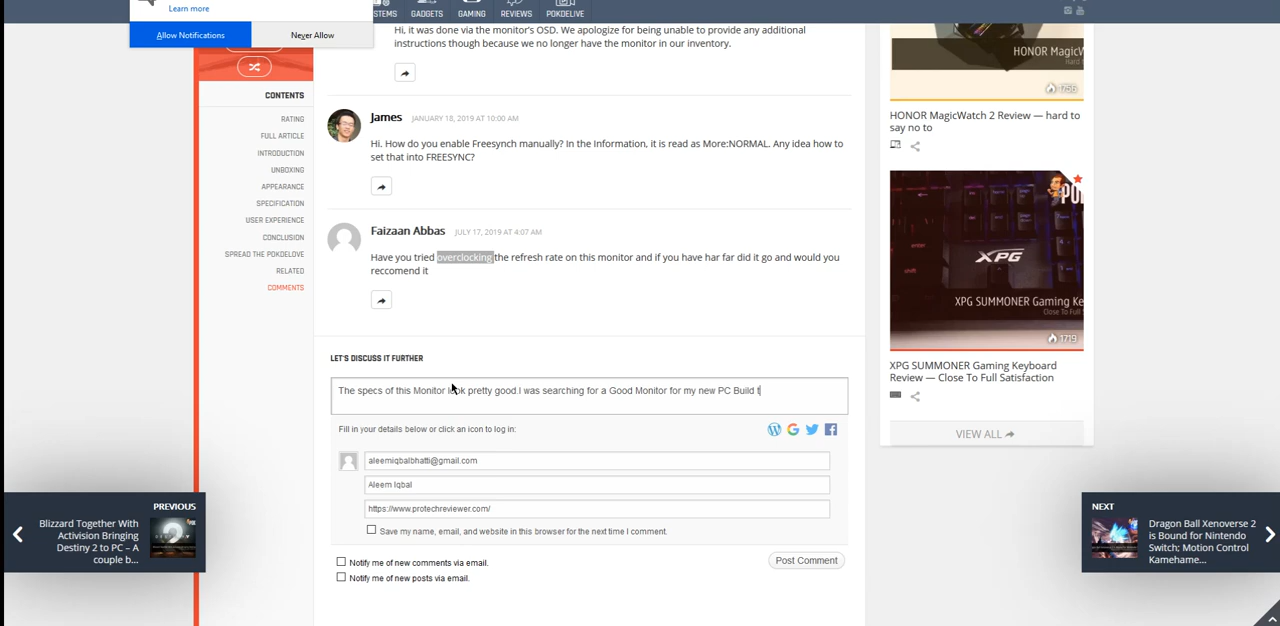 Learn more
Allow Notifications
Never Allow
STEMS
GADGETS
GAMING
REVIEWS
POKDELIVE
CONTENTS
RATING
FULL ARTICLE
INTRODUCTION
UNBOXING
APPEARANCE
SPECIFICATION
USER EXPERIENCE
CONCLUSION
SPREAD THE POKDELOVE
RELATED
COMMENTS
Hi, it was done via the monitor's OSD. We apologize for being unable to provide any additional
instructions though because we no longer have the monitor in our inventory.
James JANUARY 18, 2019 AT 10:00 AM
Hi. How do you enable Freesynch manually? In the Information, it is read as More:NORMAL. Any idea how to
set that into FREESYNC?
Faizaan Abbas JULY 17, 2019 AT 4:07 AM
Have you tried overclocking the refresh rate on this monitor and if you have har far did it go and would you
reccomend it
LET'S DISCUSS IT FURTHER
The specs of this Monitor look pretty good.I was searching for a Good Monitor for my new PC Build t
Fill in your details below or click an icon to log in:
aleemiqbalbhatti@gmail.com
Aleem Iqbal
https://www.protechreviewer.com/
Save my name, email, and website in this browser for the next time I comment.
Notify me of new comments via email.
Post Comment
Notify me of new posts via email.
HONOR MagicW
1756
HONOR MagicWatch 2 Review — hard to
say no to
XPG
XPG SUMMONER Gaming Ke
Close To Full Satisfaction
1719
XPG SUMMONER Gaming Keyboard
Review — Close To Full Satisfaction
VIEW ALL
PREVIOUS
Blizzard Together With
Activision Bringing
Destiny 2 to PC – A
couple b...
NEXT
Dragon Ball Xenoverse 2
is Bound for Nintendo
Switch; Motion Control
Kamehame...